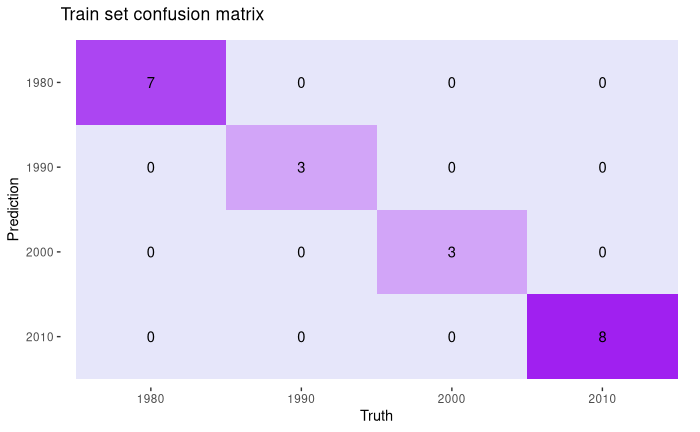 Train set confusion matrix
Prediction
1980 7 0 0 0
1990 0 3 0 0
2000 0 0 3 0
2010 0 0 0 8
1980 1990 2000 2010
Truth